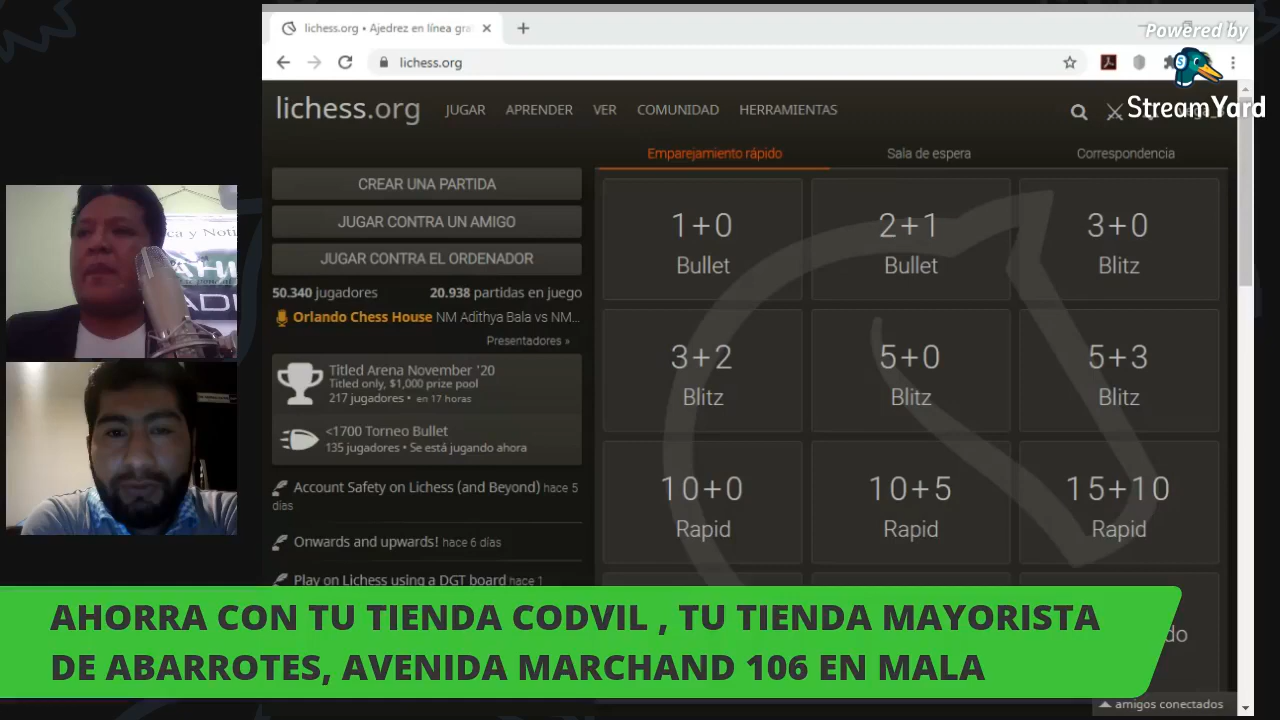 lichess.org • Ajedrez en línea gra
Powered by
lichess.org
StreamYard
lichess.org JUGAR APRENDER VER COMUNIDAD HERRAMIENTAS
Emparejamiento rápido Sala de espera Correspondencia
CREAR UNA PARTIDA
JUGAR CONTRA UN AMIGO
JUGAR CONTRA EL ORDENADOR
50.340 jugadores 20.938 partidas en juego
Orlando Chess House NM Adithya Bala vs NM...
Presentadores »
Titled Arena November '20
Titled only, $1,000 prize pool
217 jugadores • en 17 horas
<1700 Torneo Bullet
135 jugadores • Se está jugando ahora
Account Safety on Lichess (and Beyond) hace 5
días
Onwards and upwards! hace 6 días
Play on Lichess using a DGT board hace 1
1+0 2+1 3+0
Bullet Bullet Blitz
3+2 5+0 5+3
Blitz Blitz Blitz
10+0 10+5 15+10
Rapid Rapid Rapid
do
ca y Noti
AHORRA CON TU TIENDA CODVIL , TU TIENDA MAYORISTA
DE ABARROTES, AVENIDA MARCHAND 106 EN MALA
amigos conectados